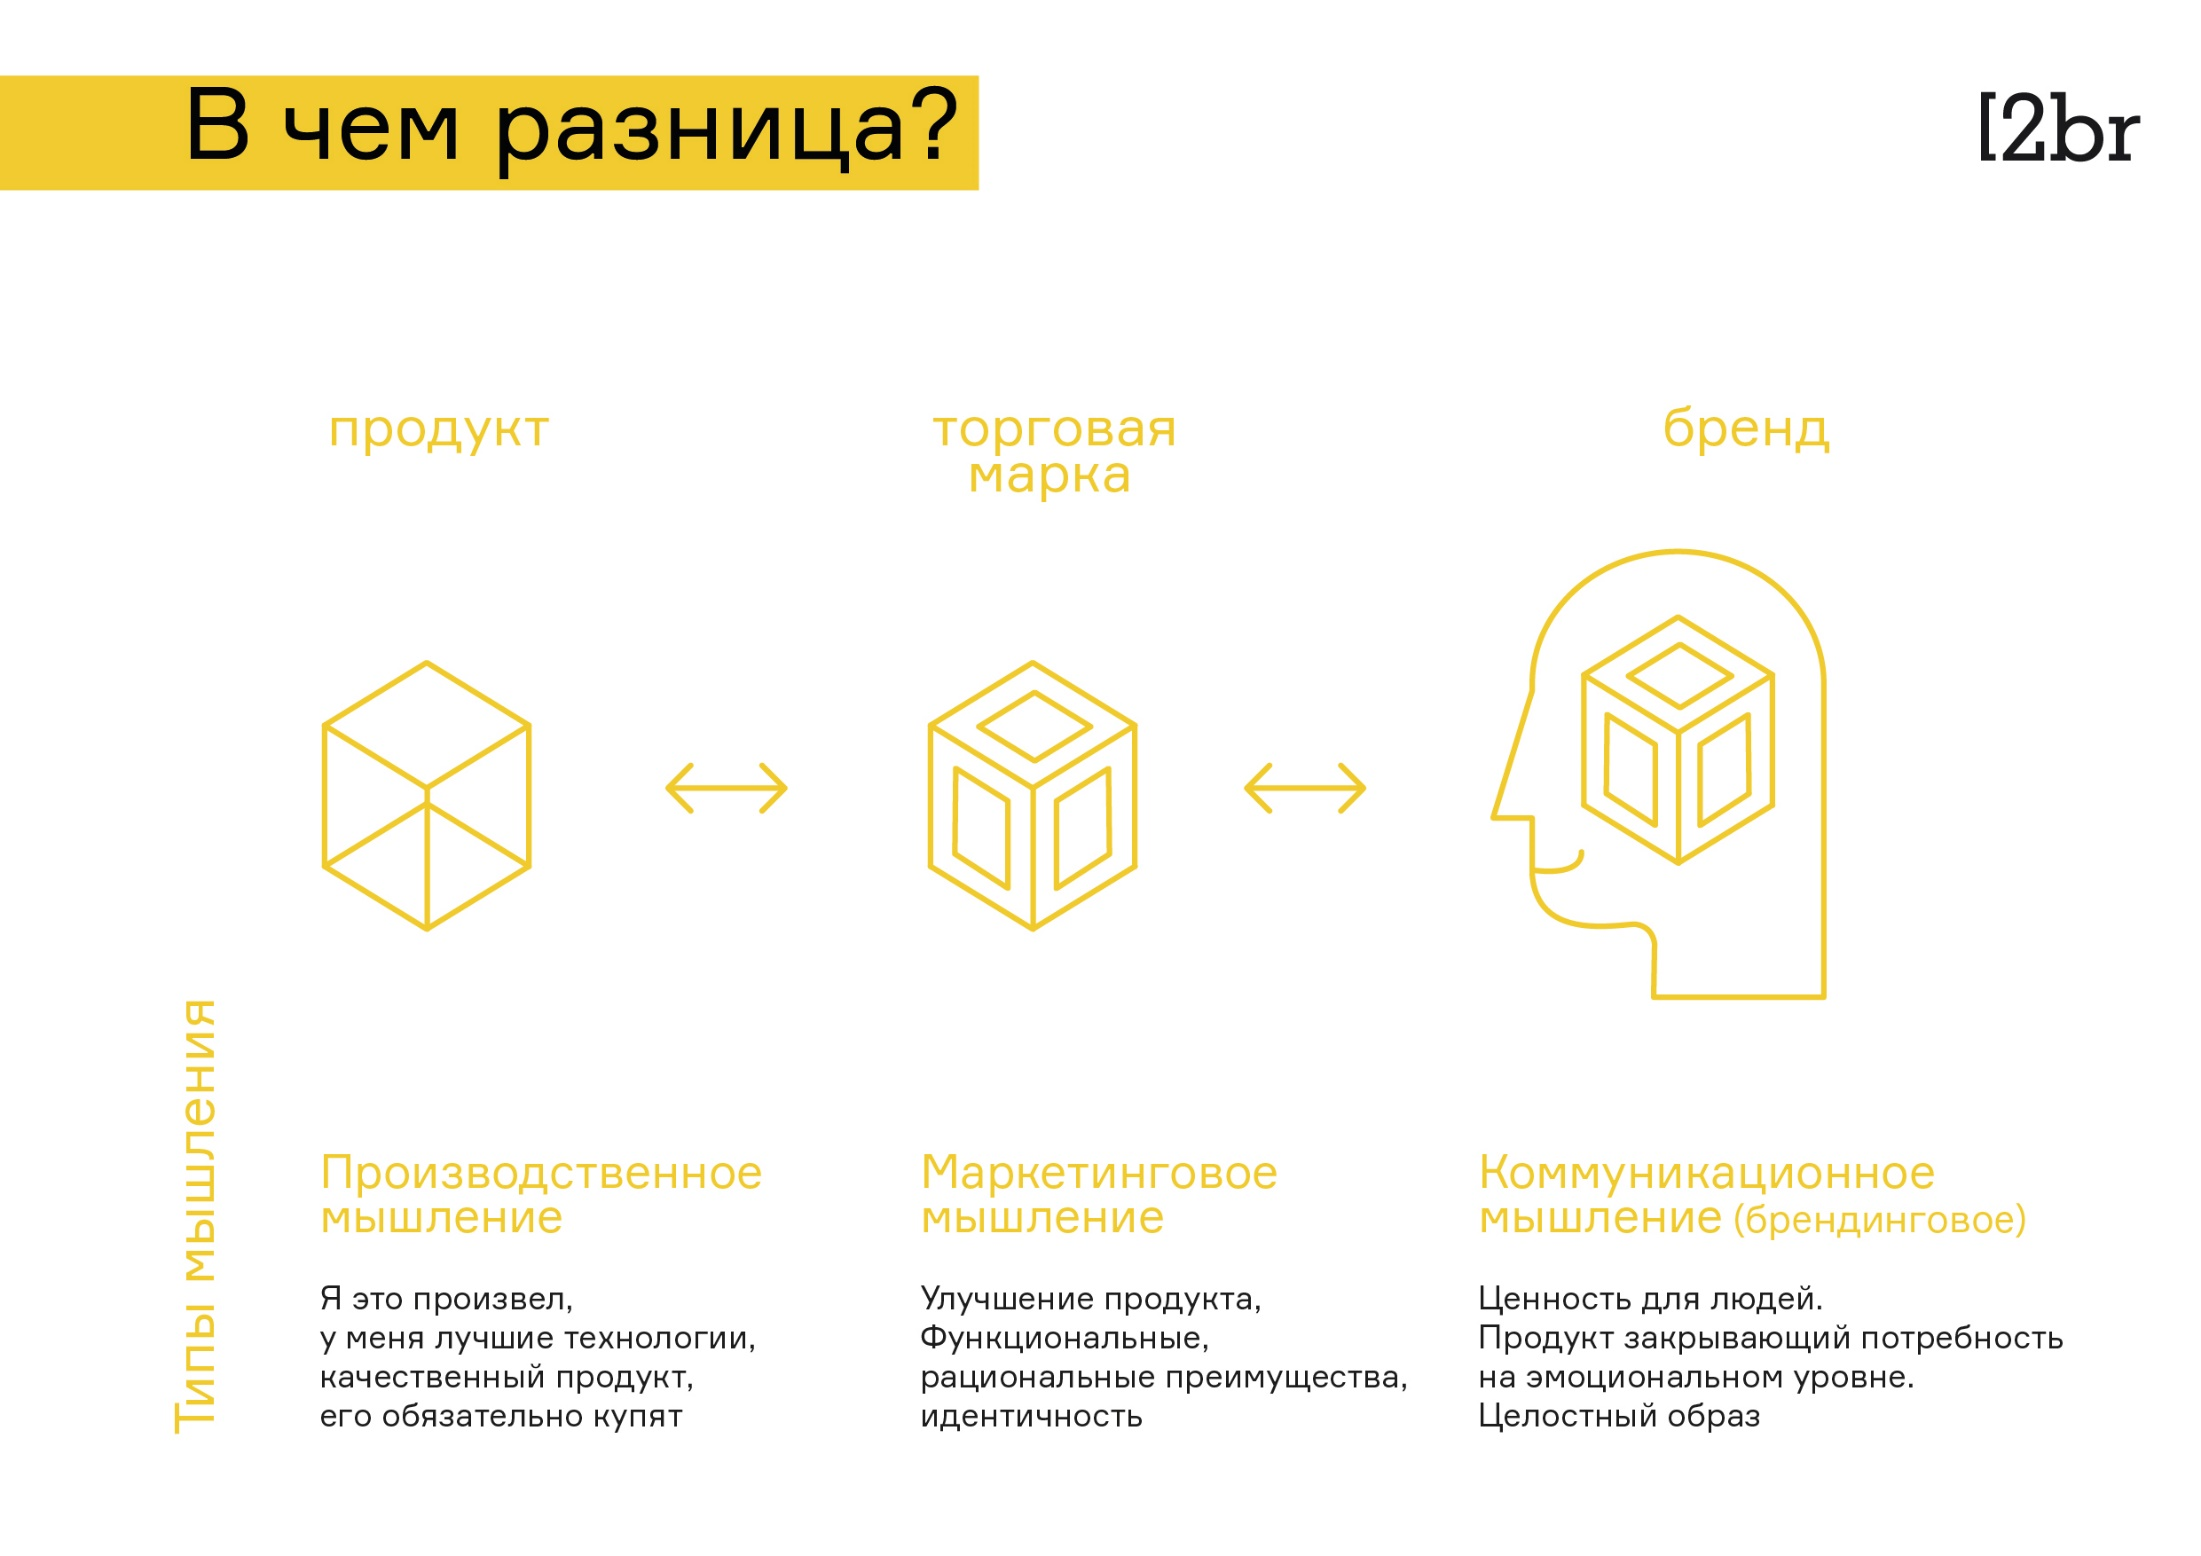 В чем разница?
[2br
продукт
торговая
марка
бренд
Типы мышления
Производственное
мышление
Я это произвел,
у меня лучшие технологии,
качественный продукт,
его обязательно купят
Маркетинговое
мышление
Улучшение продукта,
Функциональные,
рациональные преимущества,
идентичность
Коммуникационное
мышление (брендинговое)
Ценность для людей.
Продукт закрывающий потребность
на эмоциональном уровне.
Целостный образ